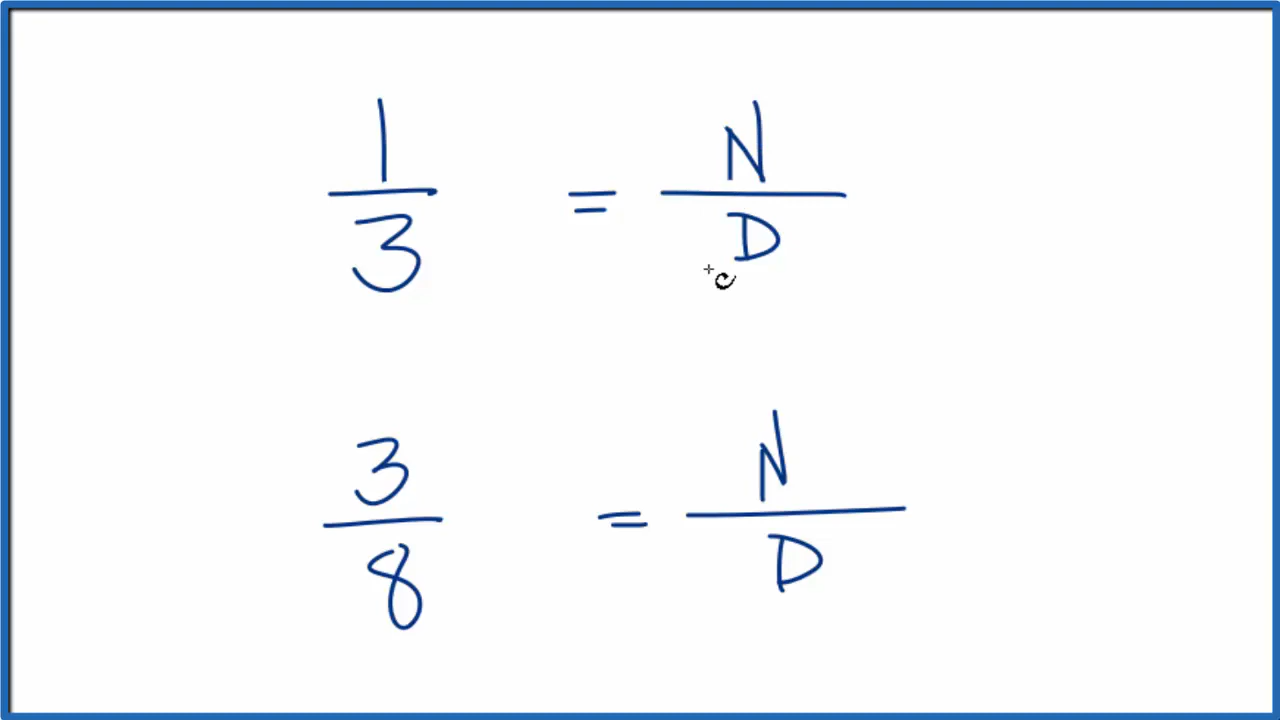 1/3 = N/D
3/8 = N/D